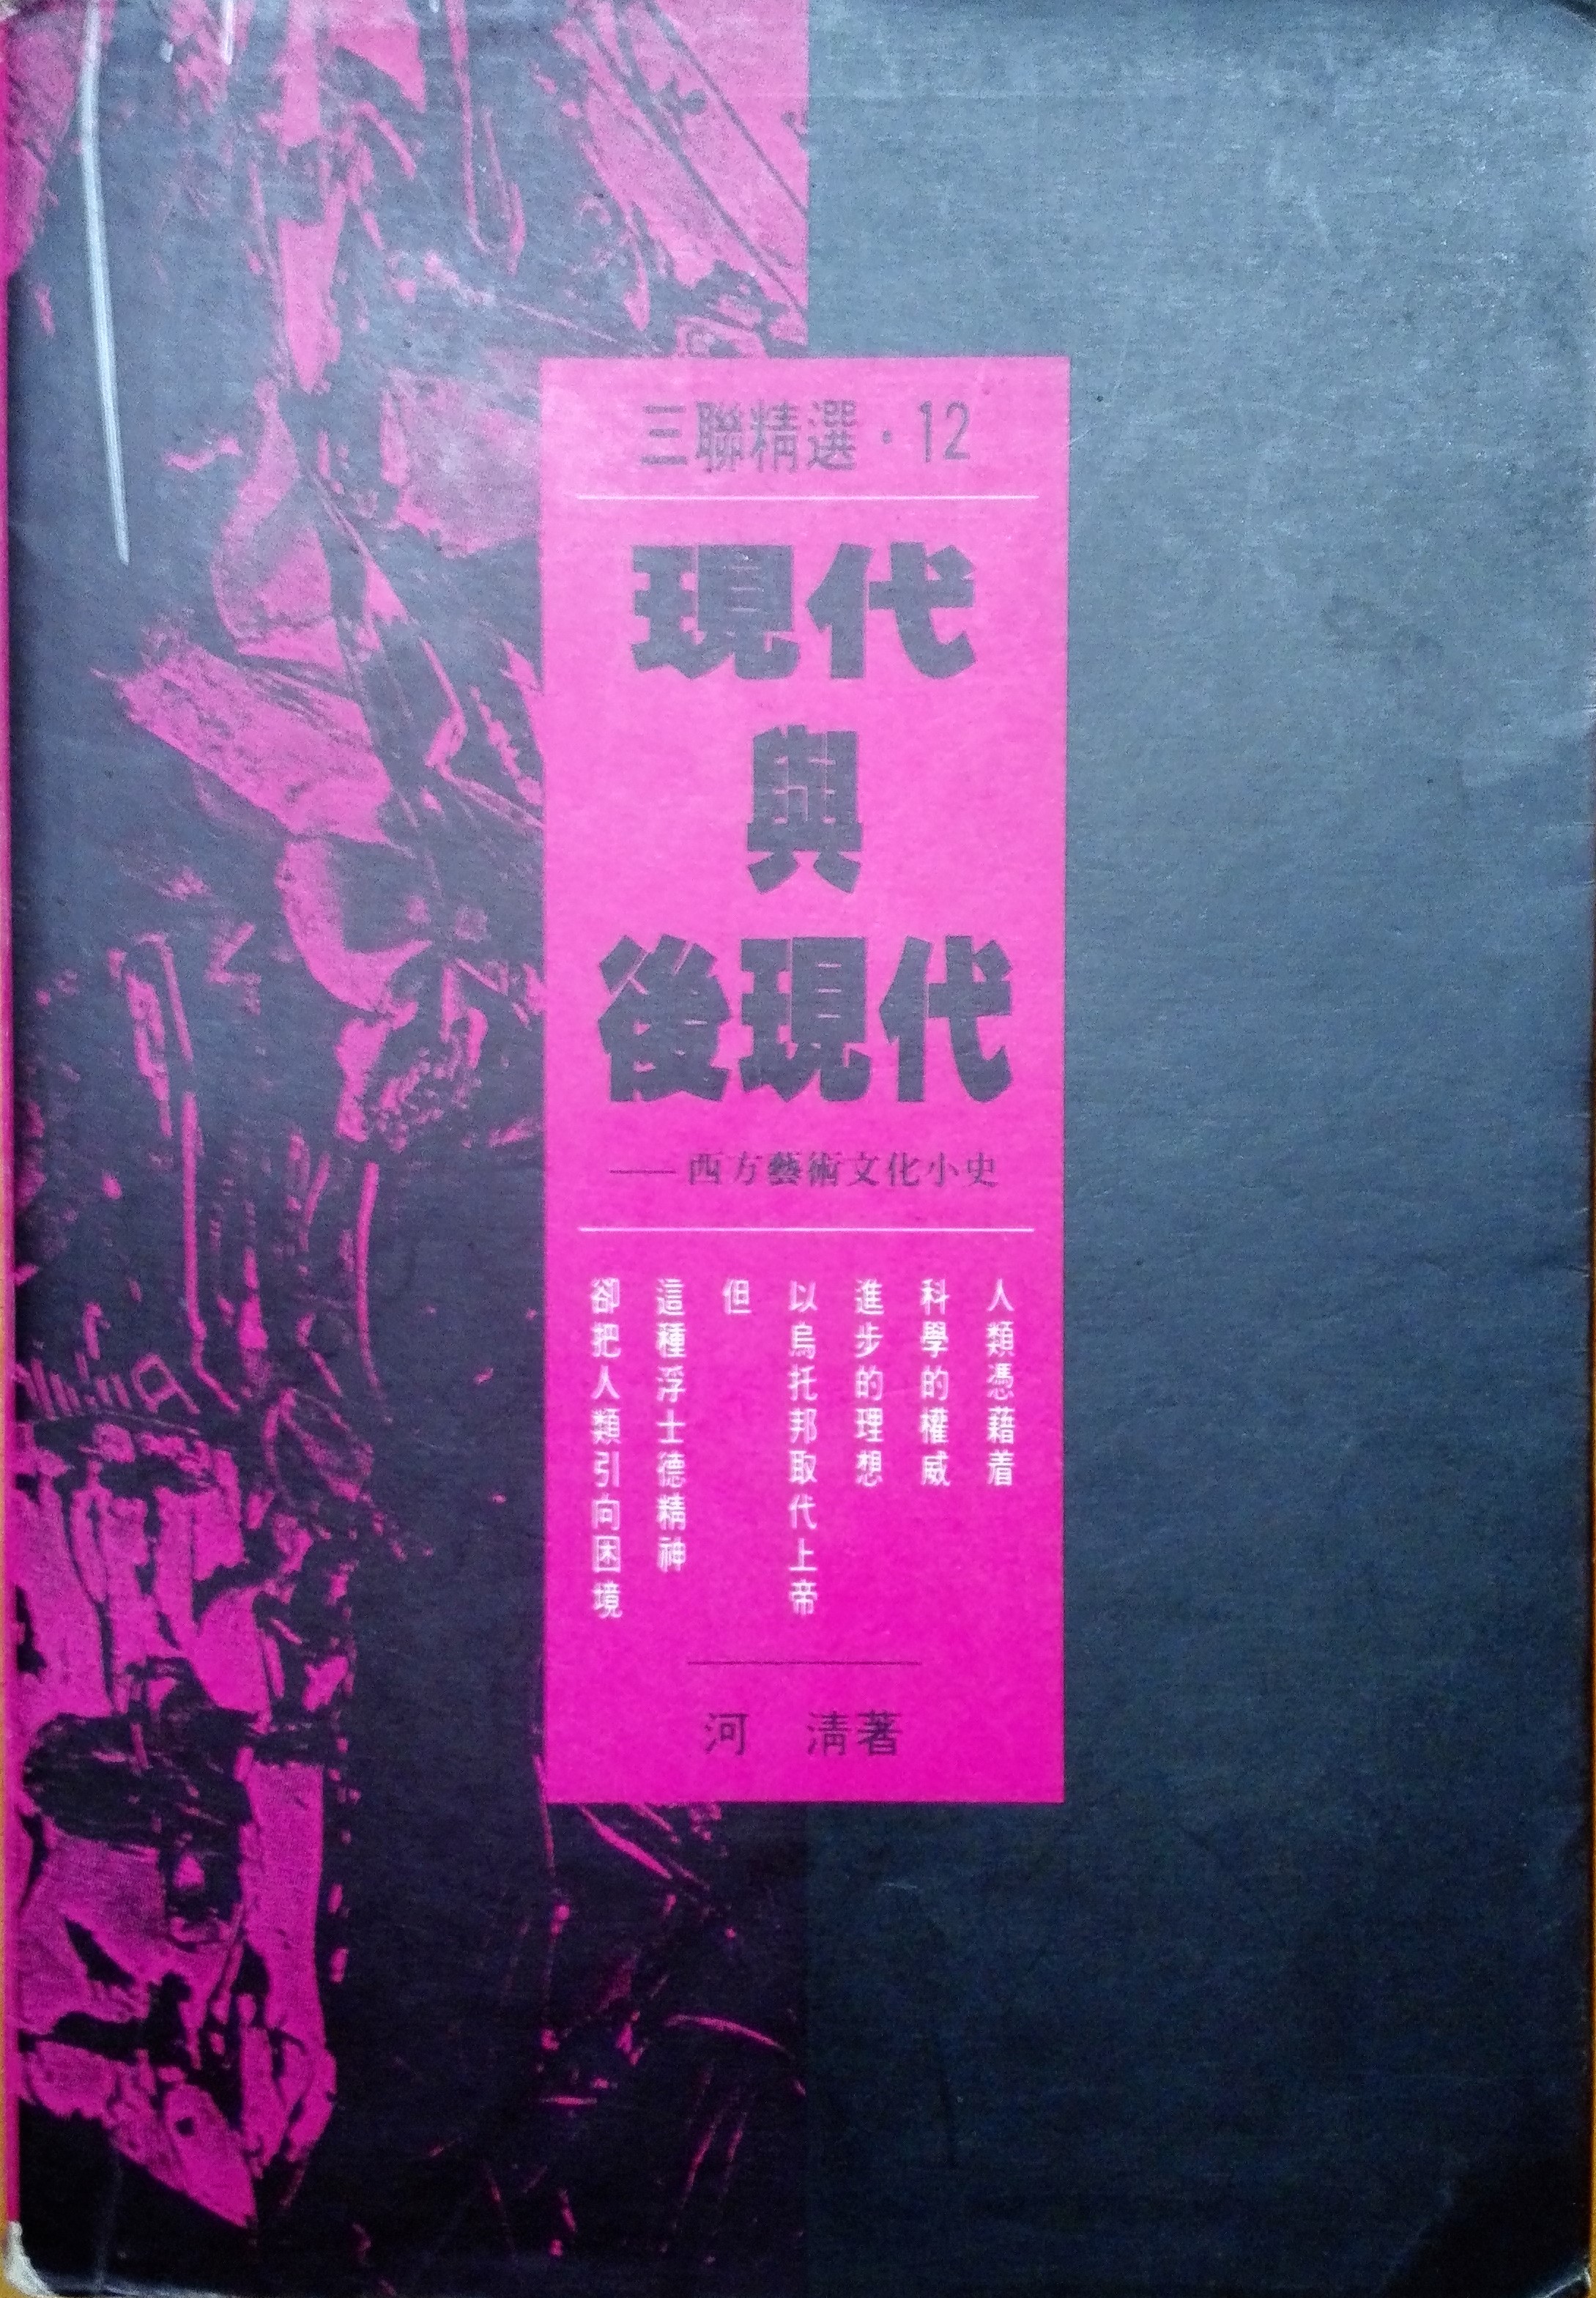 三聯精選·12
現代
與
後現代
——西方藝術文化小史
人類憑藉着
科學的權威
進步的理想
以烏托邦取代上帝
但
這種浮士德精神
卻把人類引向困境
河　清著